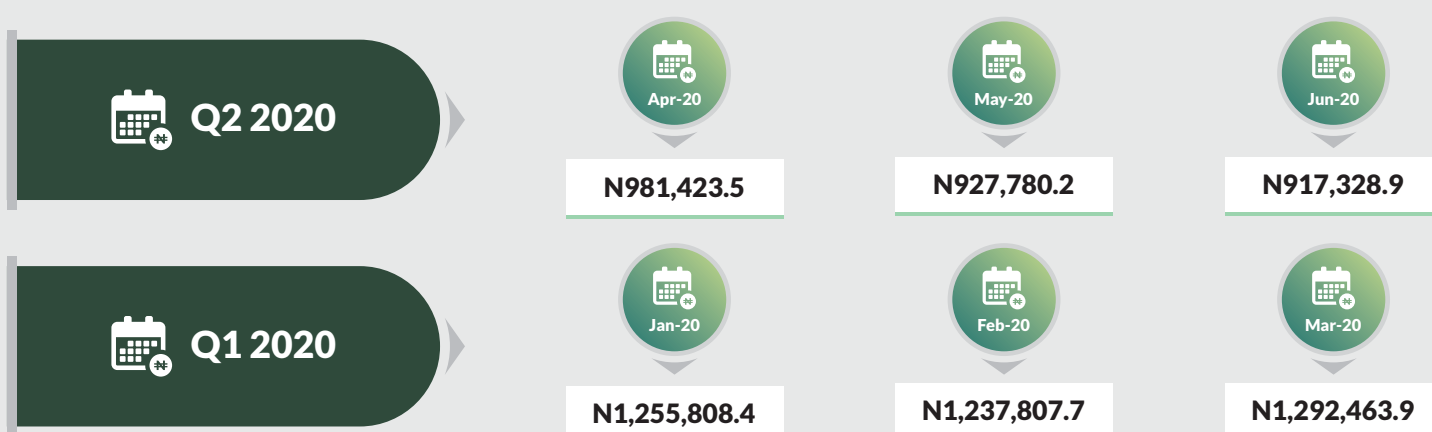 Q2 2020
Apr-20
May-20
Jun-20
N981,423.5
N927,780.2
N917,328.9
Q1 2020
Jan-20
Feb-20
Mar-20
N1,255,808.4
N1,237,807.7
N1,292,463.9